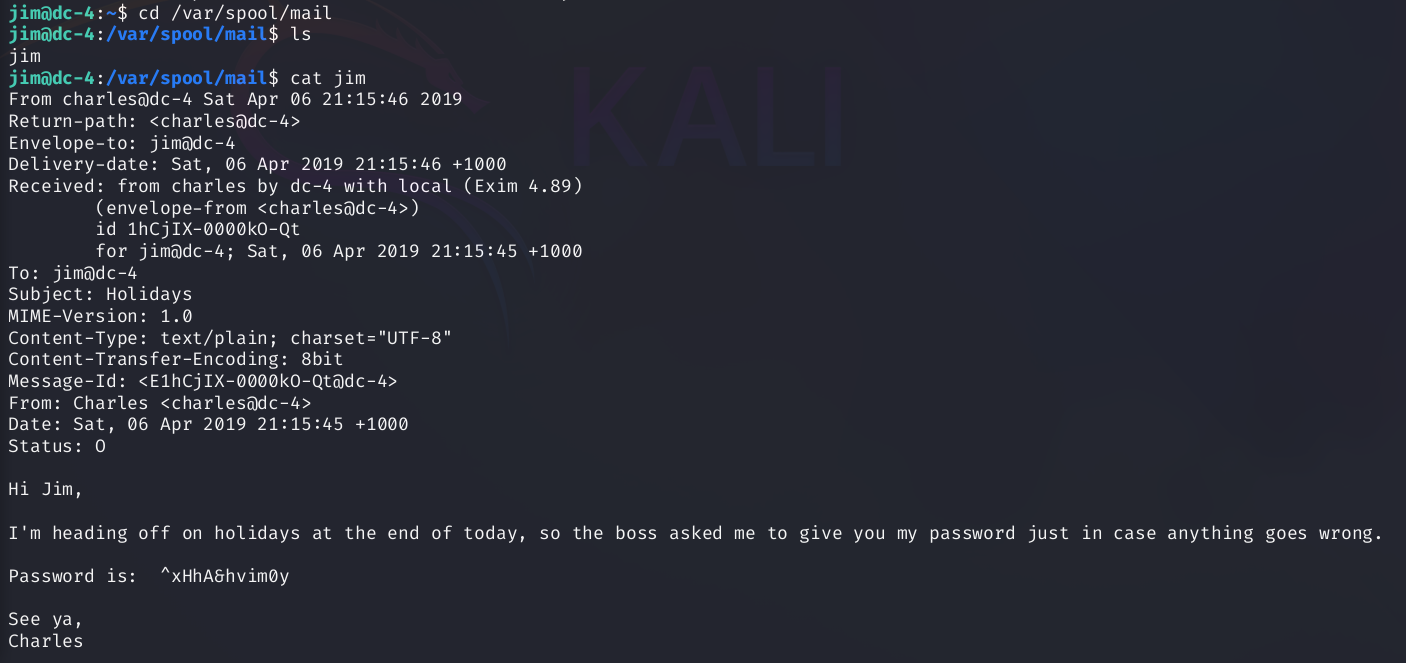 jim@dc-4:~$ cd /var/spool/mail
jim@dc-4:/var/spool/mail$ ls
jim
jim@dc-4:/var/spool/mail$ cat jim
From charles@dc-4 Sat Apr 06 21:15:46 2019
Return-path: <charles@dc-4>
Envelope-to: jim@dc-4
Delivery-date: Sat, 06 Apr 2019 21:15:46 +1000
Received: from charles by dc-4 with local (Exim 4.89)
        (envelope-from <charles@dc-4>)
        id 1hCjIX-0000kO-Qt
        for jim@dc-4; Sat, 06 Apr 2019 21:15:45 +1000
To: jim@dc-4
Subject: Holidays
MIME-Version: 1.0
Content-Type: text/plain; charset="UTF-8"
Content-Transfer-Encoding: 8bit
Message-Id: <E1hCjIX-0000kO-Qt@dc-4>
From: Charles <charles@dc-4>
Date: Sat, 06 Apr 2019 21:15:45 +1000
Status: O

Hi Jim,

I'm heading off on holidays at the end of today, so the boss asked me to give you my password just in case anything goes wrong.

Password is:  ^xHhA&hvim0y

See ya,
Charles
KALI